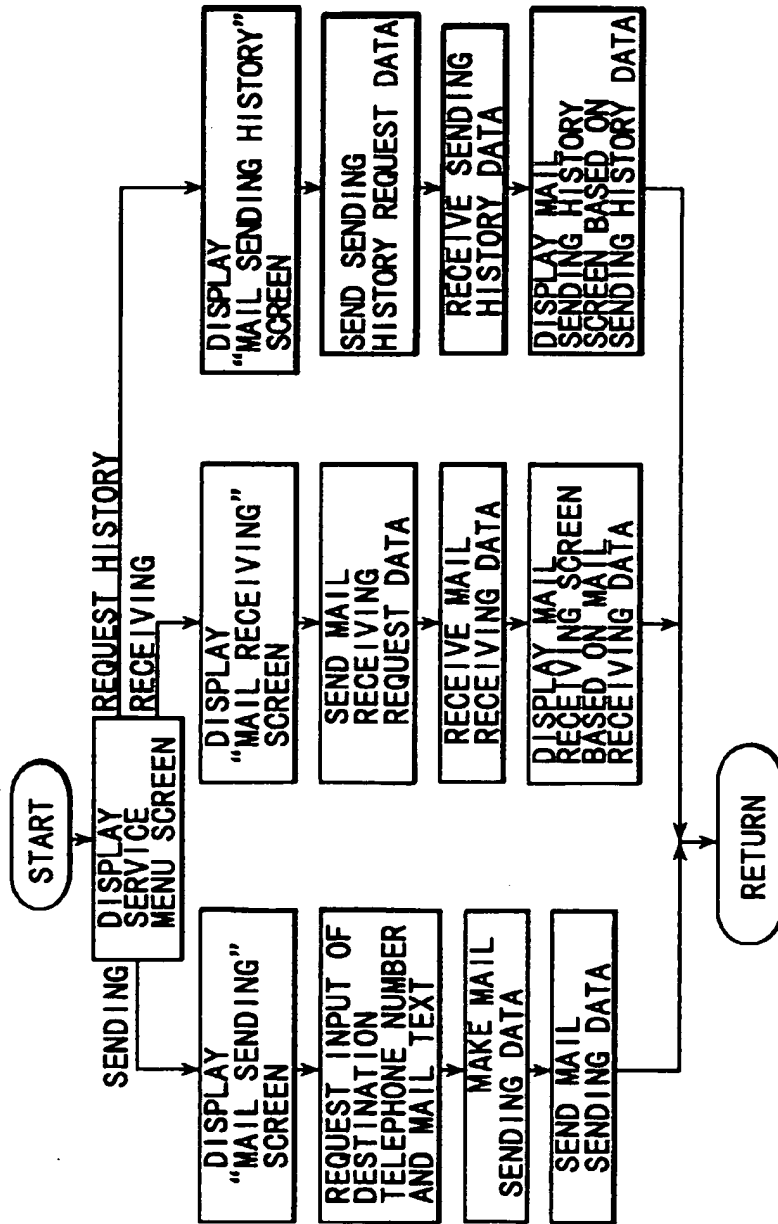 START
DISPLAY
SERVICE
MENU SCREEN
SENDING
RECEIVING
REQUEST HISTORY
DISPLAY
“MAIL SENDING”
SCREEN
REQUEST INPUT OF
DESTINATION
TELEPHONE NUMBER
AND MAIL TEXT
MAKE MAIL
SENDING DATA
SEND MAIL
SENDING DATA
DISPLAY
“MAIL RECEIVING”
SCREEN
SEND MAIL
RECEIVING
REQUEST DATA
RECEIVE MAIL
RECEIVING DATA
DISPLAY MAIL
RECEIVING SCREEN
BASED ON MAIL
RECEIVING DATA
DISPLAY
“MAIL SENDING HISTORY”
SCREEN
SEND SENDING
HISTORY REQUEST DATA
RECEIVE SENDING
HISTORY DATA
DISPLAY MAIL
SENDING HISTORY
SCREEN BASED ON
SENDING HISTORY DATA
RETURN